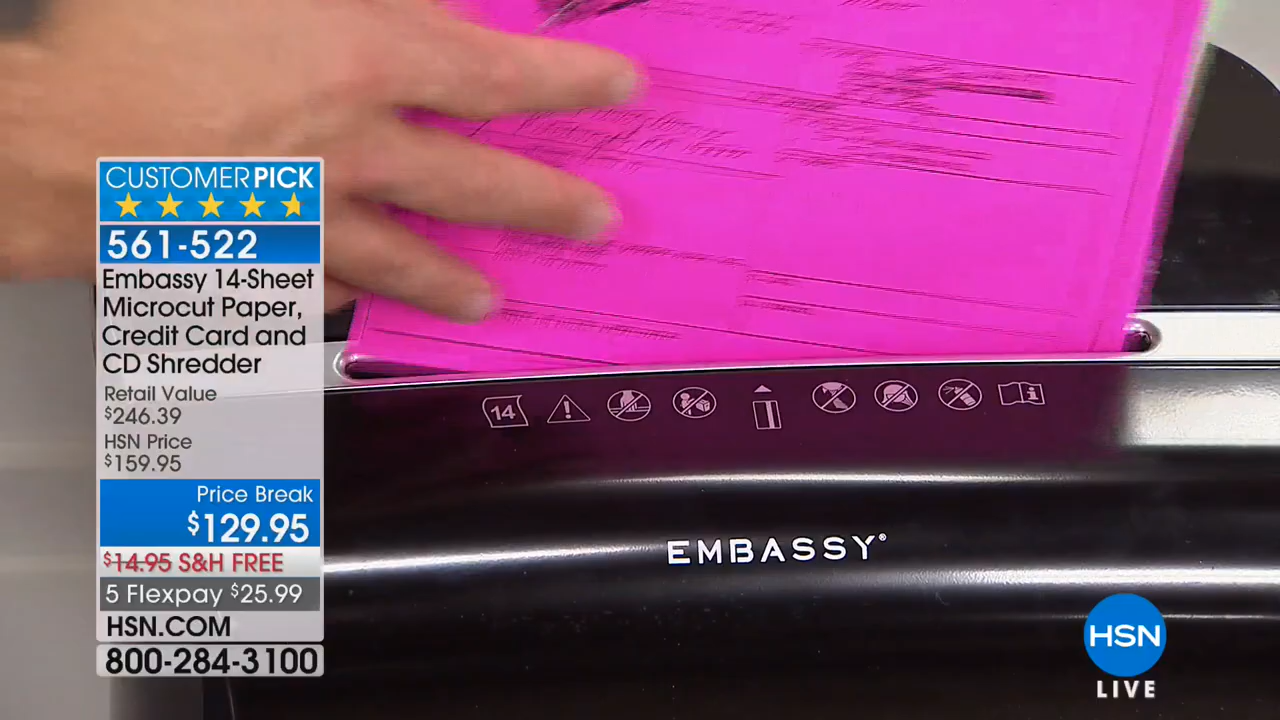 CUSTOMER PICK
561-522
Embassy 14-Sheet
Microcut Paper,
Credit Card and
CD Shredder
Retail Value
$246.39
HSN Price
$159.95
Price Break
$129.95
$14.95 S&H FREE
5 Flexpay $25.99
HSN.COM
800-284-3100
14
EMBASSY®
HSN
LIVE